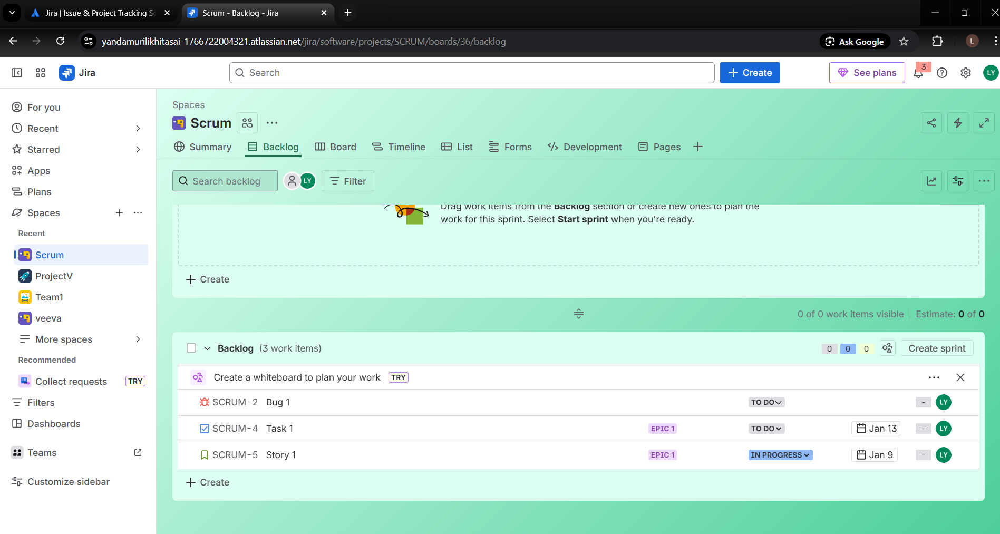 Jira | Issue & Project Tracking So
Scrum - Backlog - Jira
yandamurilikhitasai-1766722004321.atlassian.net/jira/software/projects/SCRUM/boards/36/backlog
Ask Google
L
Jira
Search
Create
See plans
3
LY
For you
Recent
Starred
Apps
Plans
Spaces
Recent
Scrum
ProjectV
Team1
veeva
More spaces
Recommended
Collect requests TRY
Filters
Dashboards
Teams
Customize sidebar
Spaces
Scrum
Summary Backlog Board Timeline List Forms Development Pages
Search backlog LY Filter
Drag work items from the Backlog section or create new ones to plan the
work for this sprint. Select Start sprint when you're ready.
Create
0 of 0 work items visible Estimate: 0 of 0
Backlog (3 work items) 0 0 0 Create sprint
Create a whiteboard to plan your work TRY
SCRUM-2 Bug 1 TO DO - LY
SCRUM-4 Task 1 EPIC 1 TO DO Jan 13 - LY
SCRUM-5 Story 1 EPIC 1 IN PROGRESS Jan 9 - LY
Create